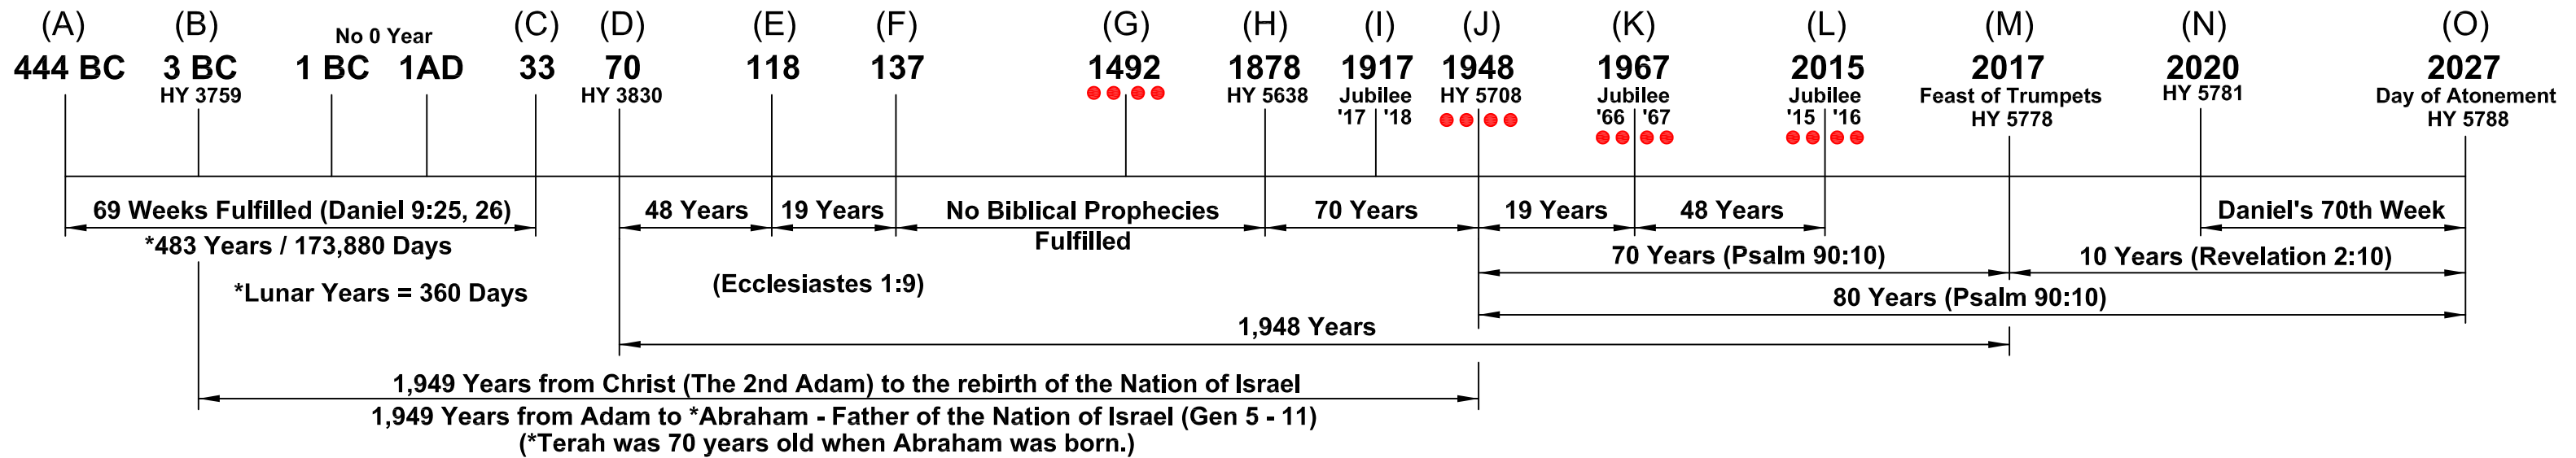 (A) (B) (C) (D) (E) (F) (G) (H) (I) (J) (K) (L) (M) (N) (O)
No 0 Year
444 BC 3 BC 1 BC 1AD 33 70 118 137 1492 1878 1917 1948 1967 2015 2017 2020 2027
HY 3759 HY 3830 HY 5638 Jubilee HY 5708 Jubilee Jubilee Feast of Trumpets HY 5781 Day of Atonement
'17 '18 '66 '67 '15 '16 HY 5778 HY 5788
69 Weeks Fulfilled (Daniel 9:25, 26) 48 Years 19 Years No Biblical Prophecies 70 Years 19 Years 48 Years Daniel's 70th Week
*483 Years / 173,880 Days Fulfilled 70 Years (Psalm 90:10) 10 Years (Revelation 2:10)
*Lunar Years = 360 Days (Ecclesiastes 1:9) 80 Years (Psalm 90:10)
1,948 Years
1,949 Years from Christ (The 2nd Adam) to the rebirth of the Nation of Israel
1,949 Years from Adam to *Abraham - Father of the Nation of Israel (Gen 5 - 11)
(*Terah was 70 years old when Abraham was born.)